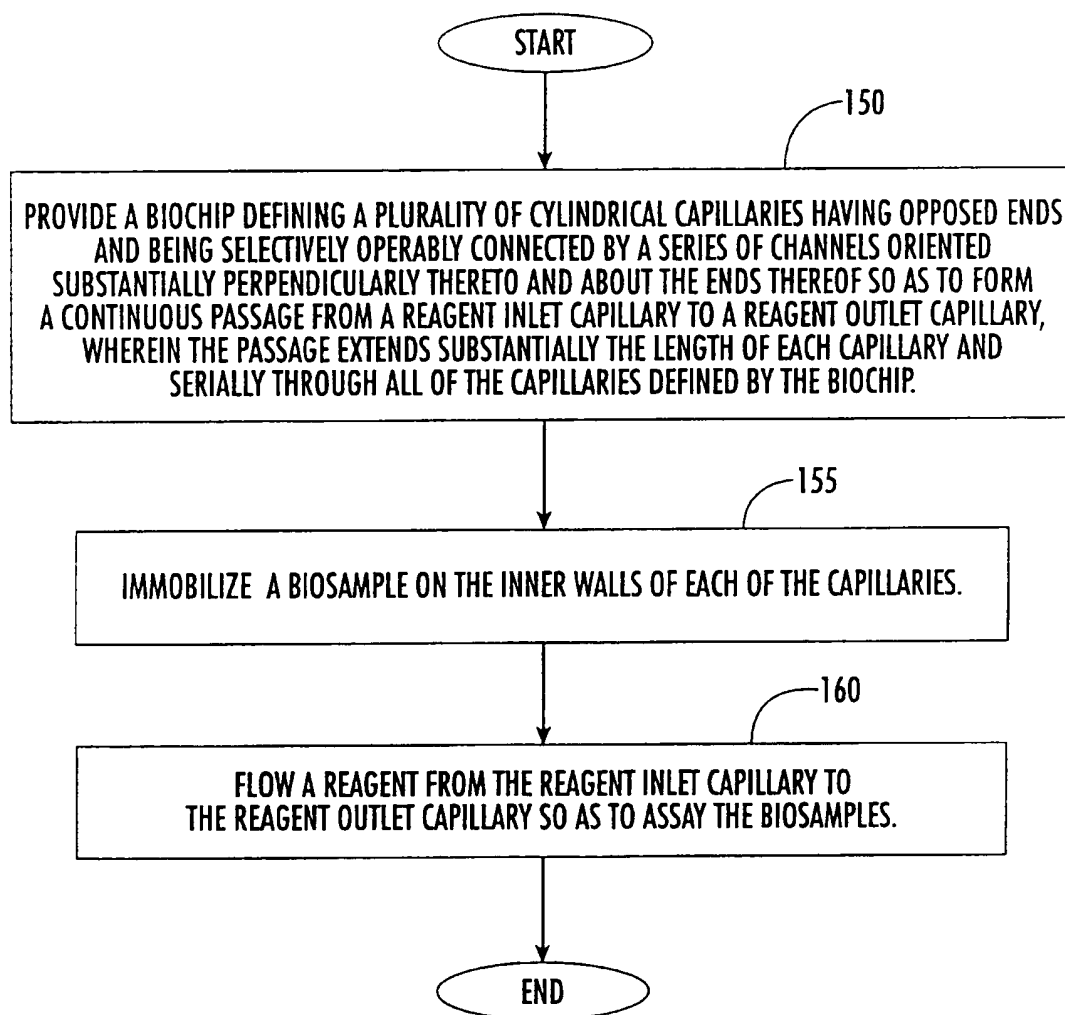 START
150
PROVIDE A BIOCHIP DEFINING A PLURALITY OF CYLINDRICAL CAPILLARIES HAVING OPPOSED ENDS
AND BEING SELECTIVELY OPERABLY CONNECTED BY A SERIES OF CHANNELS ORIENTED
SUBSTANTIALLY PERPENDICULARLY THERETO AND ABOUT THE ENDS THEREOF SO AS TO FORM
A CONTINUOUS PASSAGE FROM A REAGENT INLET CAPILLARY TO A REAGENT OUTLET CAPILLARY,
WHEREIN THE PASSAGE EXTENDS SUBSTANTIALLY THE LENGTH OF EACH CAPILLARY AND
SERIALLY THROUGH ALL OF THE CAPILLARIES DEFINED BY THE BIOCHIP.
155
IMMOBILIZE A BIOSAMPLE ON THE INNER WALLS OF EACH OF THE CAPILLARIES.
160
FLOW A REAGENT FROM THE REAGENT INLET CAPILLARY TO
THE REAGENT OUTLET CAPILLARY SO AS TO ASSAY THE BIOSAMPLES.
END